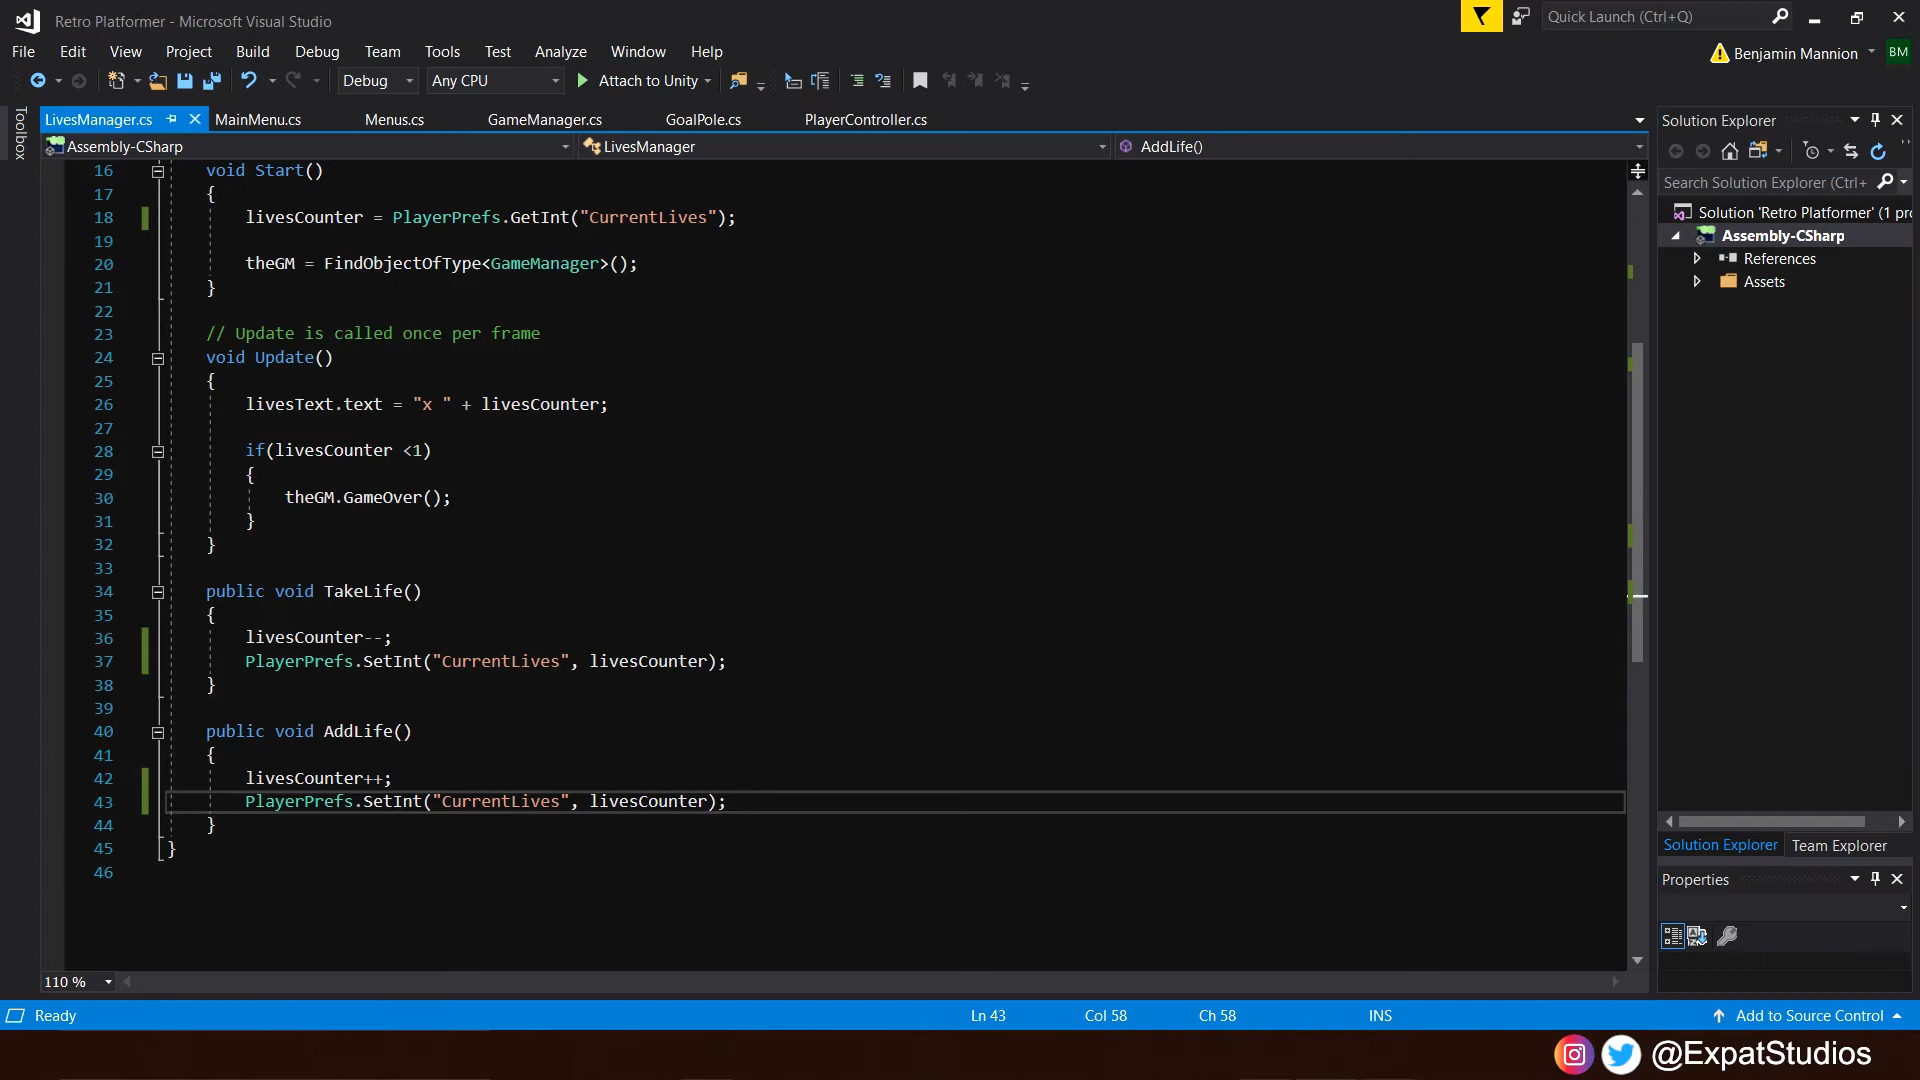 Retro Platformer - Microsoft Visual Studio
Quick Launch (Ctrl+Q)
File Edit View Project Build Debug Team Tools Test Analyze Window Help
Benjamin Mannion BM
Debug Any CPU Attach to Unity
Toolbox
LivesManager.cs MainMenu.cs Menus.cs GameManager.cs GoalPole.cs PlayerController.cs
Assembly-CSharp LivesManager AddLife()
16 void Start()
17 {
18 livesCounter = PlayerPrefs.GetInt("CurrentLives");
19
20 theGM = FindObjectOfType<GameManager>();
21 }
22
23 // Update is called once per frame
24 void Update()
25 {
26 livesText.text = "x " + livesCounter;
27
28 if(livesCounter <1)
29 {
30 theGM.GameOver();
31 }
32 }
33
34 public void TakeLife()
35 {
36 livesCounter--;
37 PlayerPrefs.SetInt("CurrentLives", livesCounter);
38 }
39
40 public void AddLife()
41 {
42 livesCounter++;
43 PlayerPrefs.SetInt("CurrentLives", livesCounter);
44 }
45 }
46
110 %
Solution Explorer
Search Solution Explorer (Ctrl+
Solution 'Retro Platformer' (1 pro
Assembly-CSharp
References
Assets
Solution Explorer Team Explorer
Properties
Ready Ln 43 Col 58 Ch 58 INS Add to Source Control
@ExpatStudios